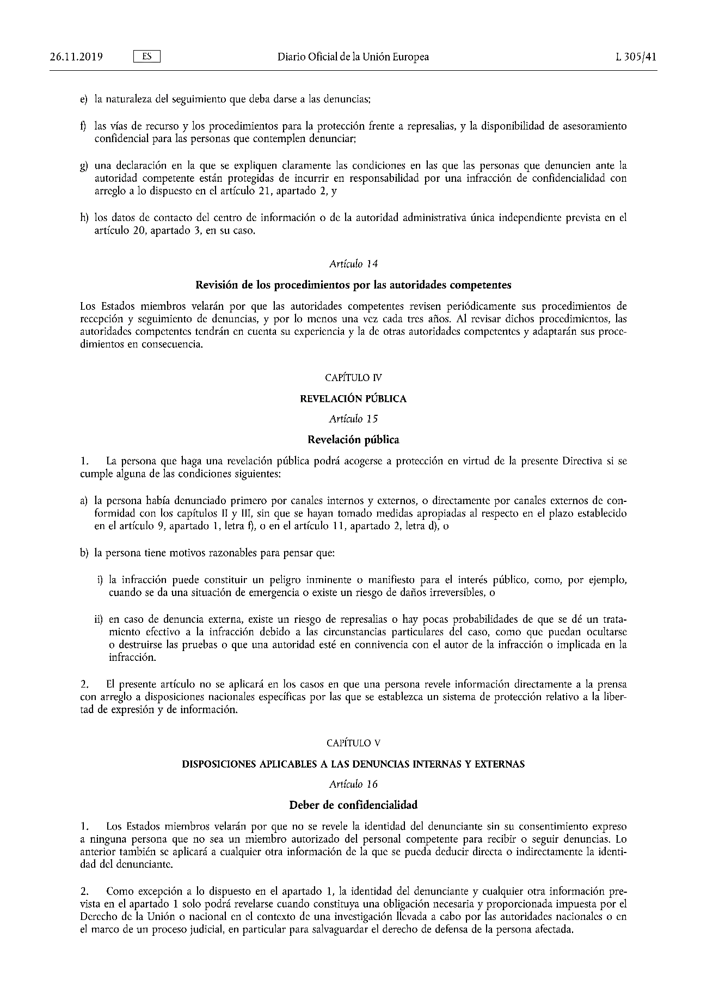 26.11.2019 ES Diario Oficial de la Unión Europea L 305/41
e) la naturaleza del seguimiento que deba darse a las denuncias;
f) las vías de recurso y los procedimientos para la protección frente a represalias, y la disponibilidad de asesoramiento
confidencial para las personas que contemplen denunciar;
g) una declaración en la que se expliquen claramente las condiciones en las que las personas que denuncien ante la
autoridad competente están protegidas de incurrir en responsabilidad por una infracción de confidencialidad con
arreglo a lo dispuesto en el artículo 21, apartado 2, y
h) los datos de contacto del centro de información o de la autoridad administrativa única independiente prevista en el
artículo 20, apartado 3, en su caso.
Artículo 14
Revisión de los procedimientos por las autoridades competentes
Los Estados miembros velarán por que las autoridades competentes revisen periódicamente sus procedimientos de
recepción y seguimiento de denuncias, y por lo menos una vez cada tres años. Al revisar dichos procedimientos, las
autoridades competentes tendrán en cuenta su experiencia y la de otras autoridades competentes y adaptarán sus proce-
dimientos en consecuencia.
CAPÍTULO IV
REVELACIÓN PÚBLICA
Artículo 15
Revelación pública
1. La persona que haga una revelación pública podrá acogerse a protección en virtud de la presente Directiva si se
cumple alguna de las condiciones siguientes:
a) la persona había denunciado primero por canales internos y externos, o directamente por canales externos de con-
formidad con los capítulos II y III, sin que se hayan tomado medidas apropiadas al respecto en el plazo establecido
en el artículo 9, apartado 1, letra f), o en el artículo 11, apartado 2, letra d), o
b) la persona tiene motivos razonables para pensar que:
i) la infracción puede constituir un peligro inminente o manifiesto para el interés público, como, por ejemplo,
cuando se da una situación de emergencia o existe un riesgo de daños irreversibles, o
ii) en caso de denuncia externa, existe un riesgo de represalias o hay pocas probabilidades de que se dé un trata-
miento efectivo a la infracción debido a las circunstancias particulares del caso, como que puedan ocultarse
o destruirse las pruebas o que una autoridad esté en connivencia con el autor de la infracción o implicada en la
infracción.
2. El presente artículo no se aplicará en los casos en que una persona revele información directamente a la prensa
con arreglo a disposiciones nacionales específicas por las que se establezca un sistema de protección relativo a la liber-
tad de expresión y de información.
CAPÍTULO V
DISPOSICIONES APLICABLES A LAS DENUNCIAS INTERNAS Y EXTERNAS
Artículo 16
Deber de confidencialidad
1. Los Estados miembros velarán por que no se revele la identidad del denunciante sin su consentimiento expreso
a ninguna persona que no sea un miembro autorizado del personal competente para recibir o seguir denuncias. Lo
anterior también se aplicará a cualquier otra información de la que se pueda deducir directa o indirectamente la identi-
dad del denunciante.
2. Como excepción a lo dispuesto en el apartado 1, la identidad del denunciante y cualquier otra información pre-
vista en el apartado 1 solo podrá revelarse cuando constituya una obligación necesaria y proporcionada impuesta por el
Derecho de la Unión o nacional en el contexto de una investigación llevada a cabo por las autoridades nacionales o en
el marco de un proceso judicial, en particular para salvaguardar el derecho de defensa de la persona afectada.